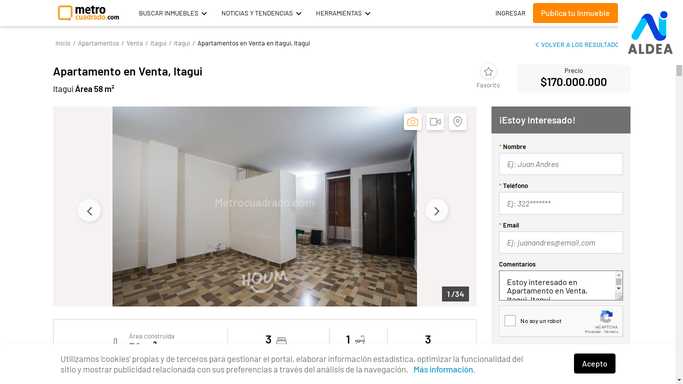 metro
cuadrado.com
BUSCAR INMUEBLES
NOTICIAS Y TENDENCIAS
HERRAMIENTAS
INGRESAR
Publica tu inmueble
AI
ALDEA
Inicio / Apartamentos / Venta / Itagui / Itagui / Apartamentos en Venta en Itagui, Itagui
< VOLVER A LOS RESULTADO
Apartamento en Venta, Itagui
Itagui Área 58 m²
Favorito
Precio
$170.000.000
Metrocuadrado.com
HOUM
1 / 34
¡Estoy Interesado!
* Nombre
Ej: Juan Andres
* Teléfono
Ej: 322*******
* Email
Ej: juanandres@email.com
Comentarios
Estoy interesado en
Apartamento en Venta,
Itagui, Itagui
No soy un robot
reCAPTCHA
Privacidad - Términos
Área construida
3
1
3
Utilizamos 'cookies' propias y de terceros para gestionar el portal, elaborar información estadística, optimizar la funcionalidad del
sitio y mostrar publicidad relacionada con sus preferencias a través del análisis de la navegación. Más información.
Acepto